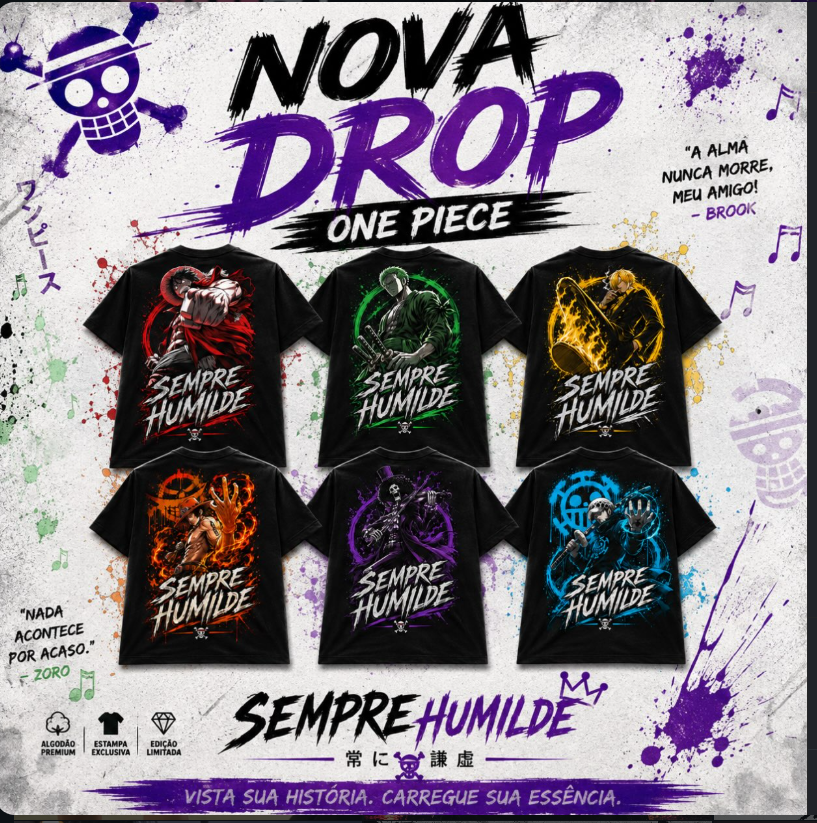 NOVA
DROP
ONE PIECE
ワンピース
"A ALMA
NUNCA MORRE,
MEU AMIGO!
– BROOK
SEMPRE
HUMILDE
SEMPRE
HUMILDE
SEMPRE
HUMILDE
SEMPRE
HUMILDE
SEMPRE
HUMILDE
SEMPRE
HUMILDE
"NADA
ACONTECE
POR ACASO."
– ZORO
ALGODÃO
PREMIUM
ESTAMPA
EXCLUSIVA
EDIÇÃO
LIMITADA
SEMPRE HUMILDE
常に 謙虚
VISTA SUA HISTÓRIA. CARREGUE SUA ESSÊNCIA.